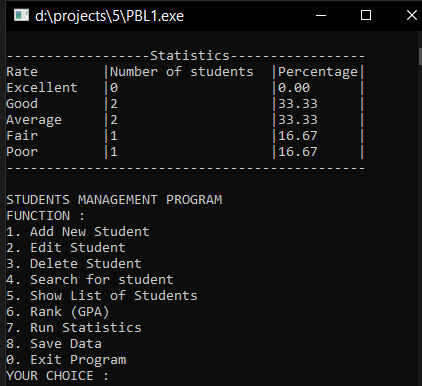 d:\projects\5\PBL1.exe
------------------Statistics-----------------
Rate |Number of students |Percentage|
Excellent |0 |0.00 |
Good |2 |33.33 |
Average |2 |33.33 |
Fair |1 |16.67 |
Poor |1 |16.67 |
---------------------------------------------
STUDENTS MANAGEMENT PROGRAM
FUNCTION :
1. Add New Student
2. Edit Student
3. Delete Student
4. Search for student
5. Show List of Students
6. Rank (GPA)
7. Run Statistics
8. Save Data
0. Exit Program
YOUR CHOICE :